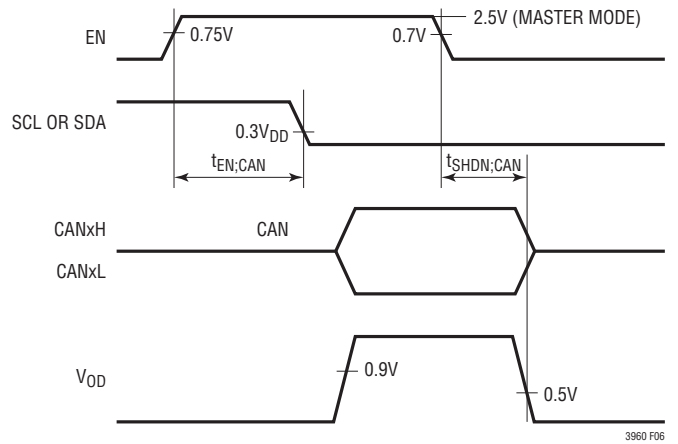 2.5V (MASTER MODE)
EN
0.75V
0.7V
SCL OR SDA
0.3VDD
tEN;CAN
tSHDN;CAN
CANxH
CAN
CANxL
VOD
0.9V
0.5V
3960 F06